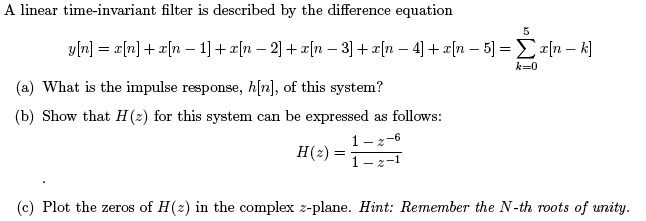 A linear time-invariant filter is described by the difference equation
y[n] = x[n] + x[n − 1] + x[n − 2] + x[n − 3] + x[n − 4] + x[n − 5] = ∑_{k=0}^{5} x[n − k]
(a) What is the impulse response, h[n], of this system?
(b) Show that H(z) for this system can be expressed as follows:
H(z) = \frac{1 − z^{−6}}{1 − z^{−1}}
.
(c) Plot the zeros of H(z) in the complex z-plane. Hint: Remember the N-th roots of unity.